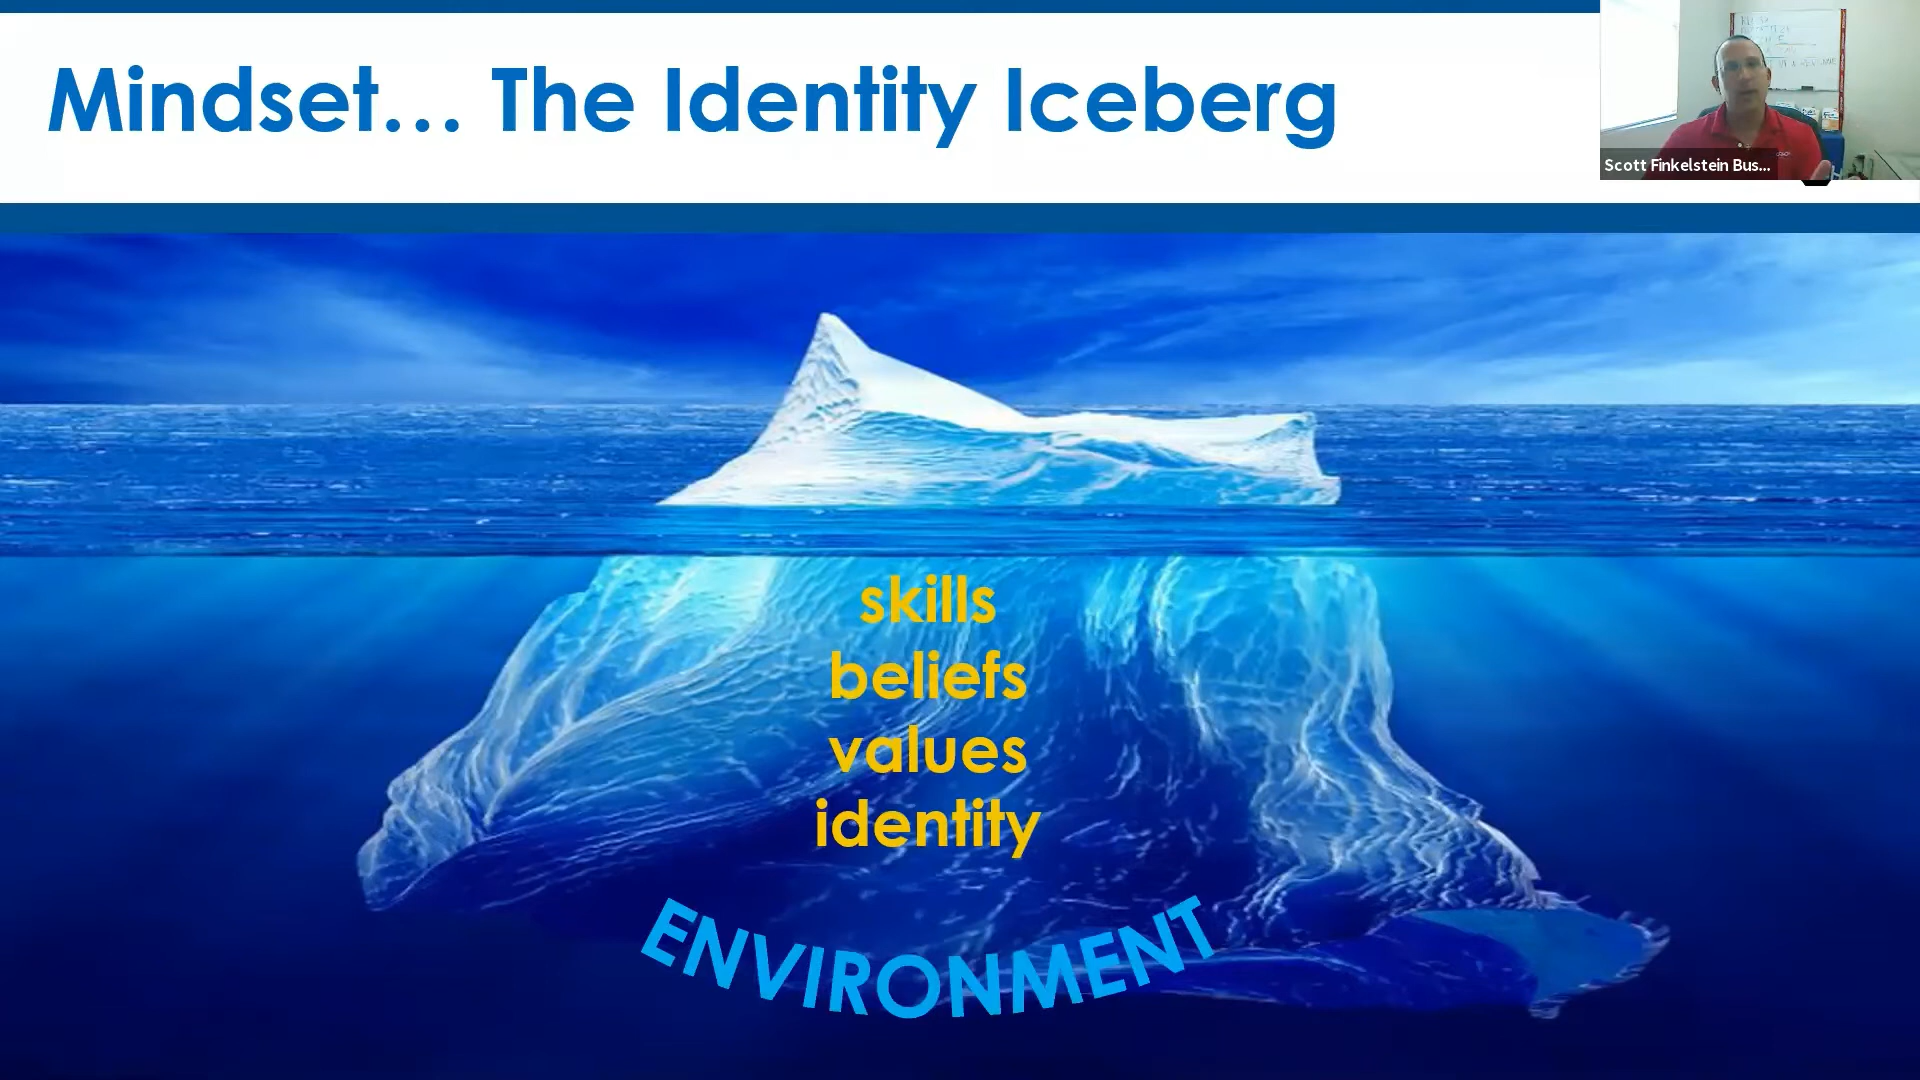 Mindset... The Identity Iceberg
Scott Finkelstein Bus...
skills
beliefs
values
identity
ENVIRONMENT